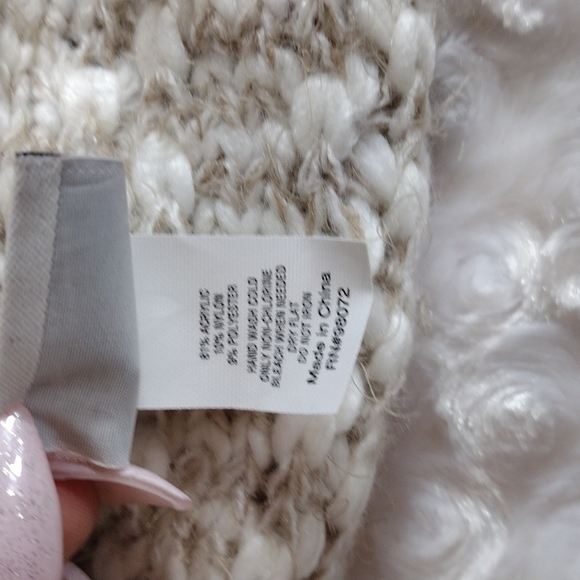 81% ACRYLIC
10% NYLON
9% POLYESTER
HAND WASH COLD
ONLY NON-CHLORINE
BLEACH WHEN NEEDED
DRY FLAT
DO NOT IRON
Made in China
RN#98072